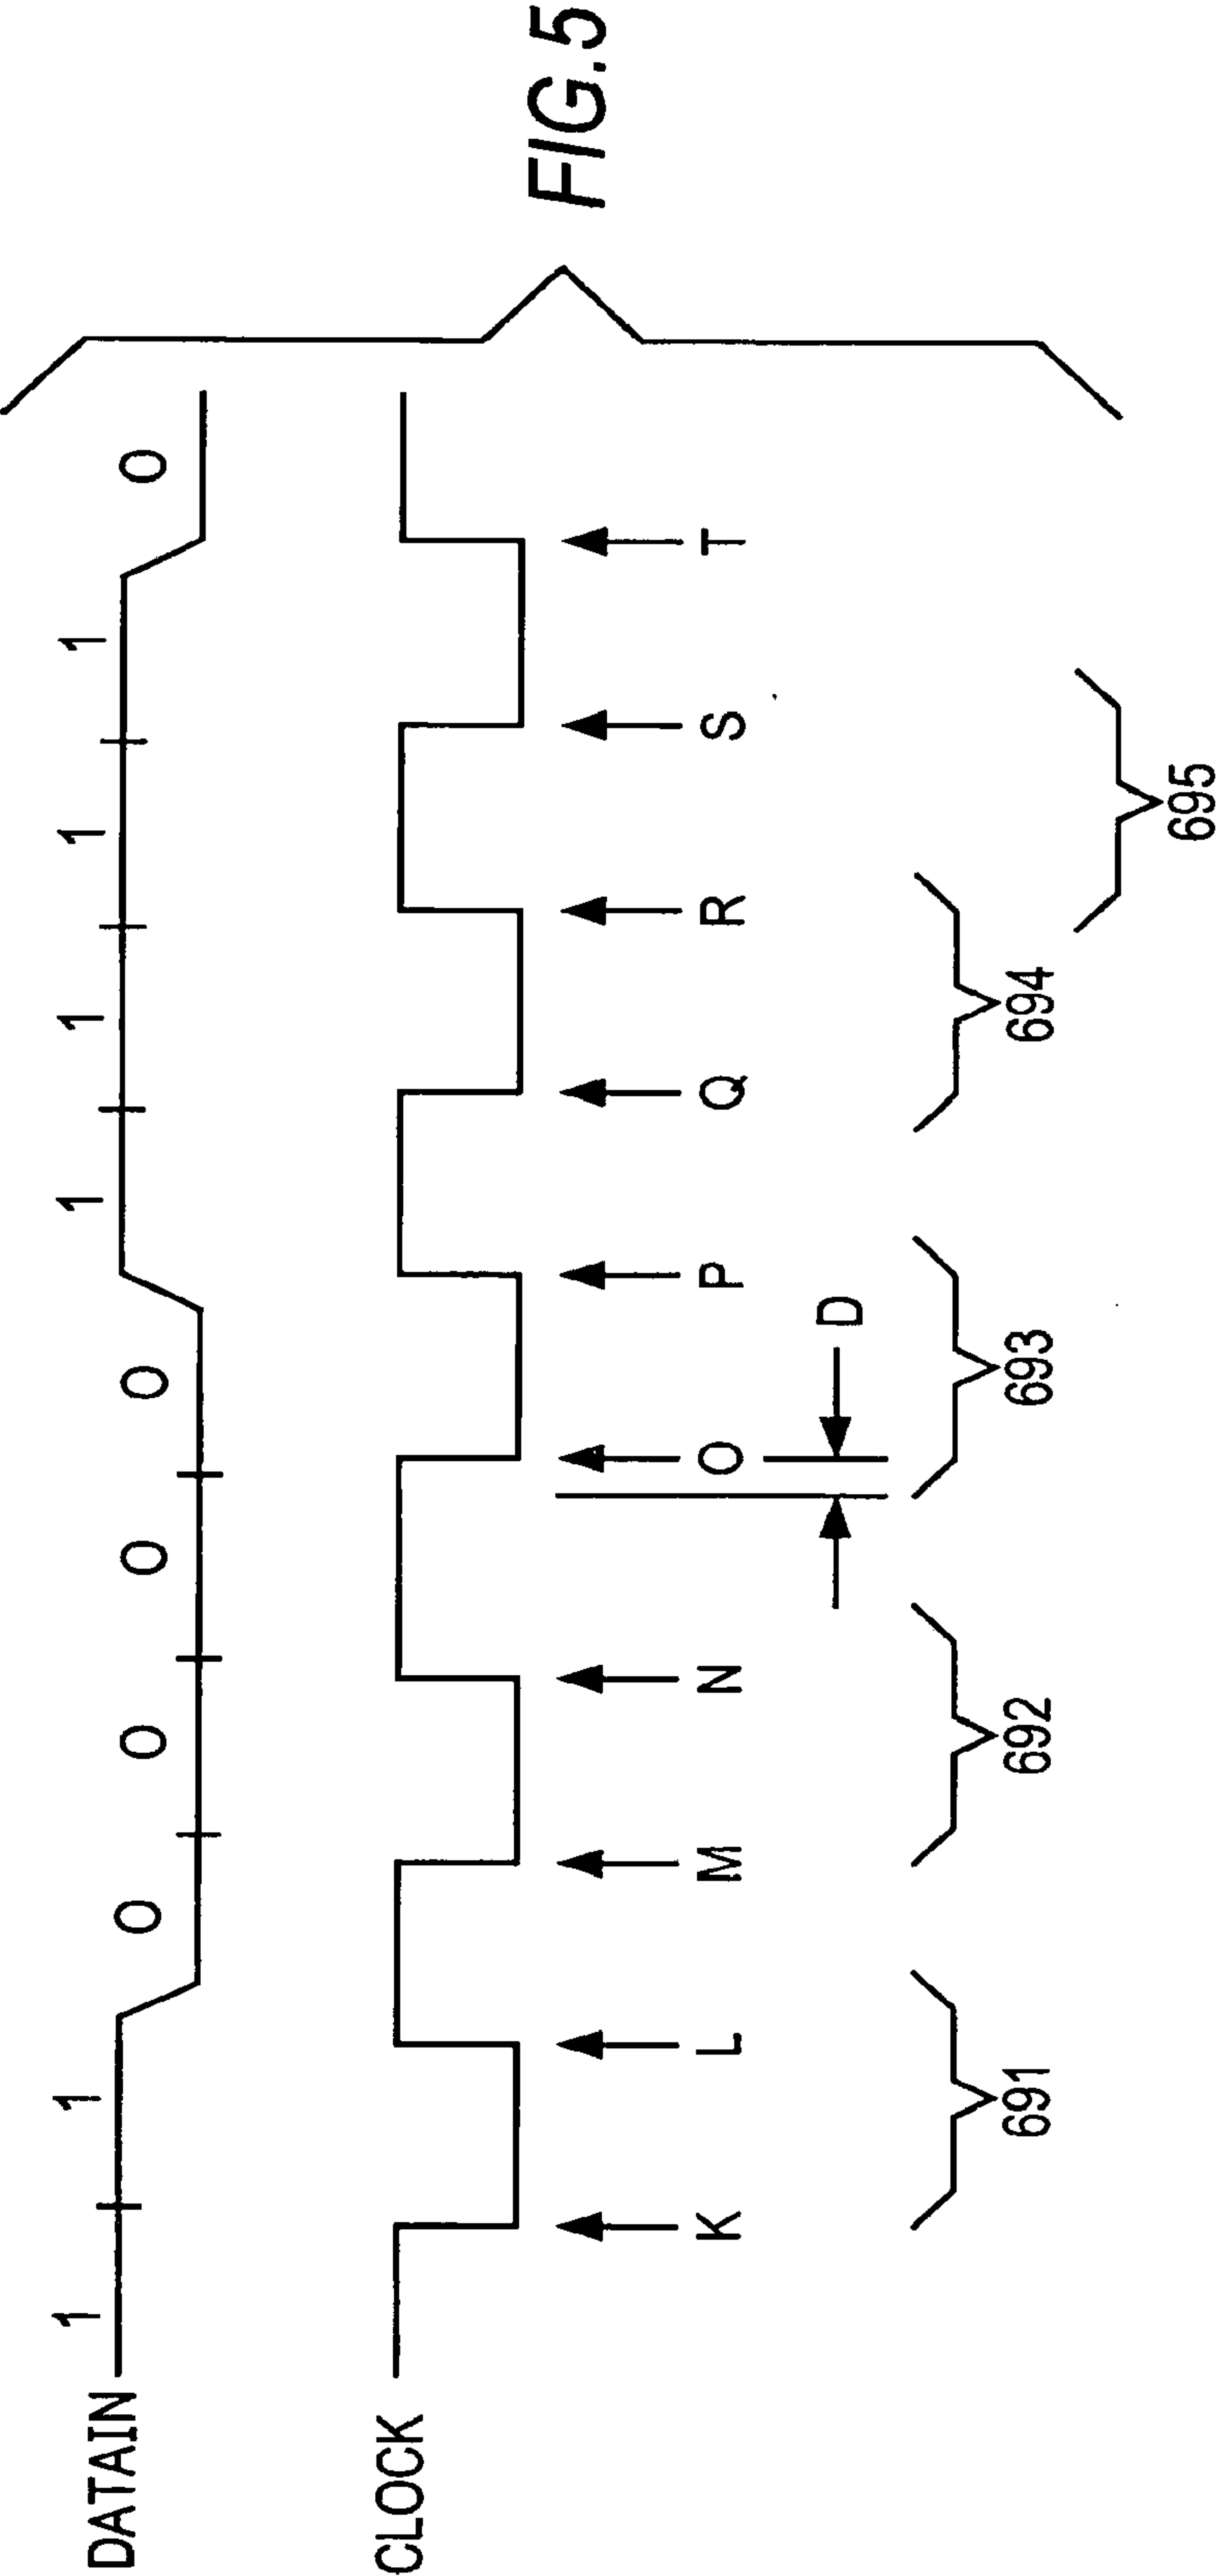 1 1 0 0 0 0 1 1 1 1 0
DATAIN
CLOCK
K L M N O P Q R S T
D
691 692 693 694
695
FIG.5